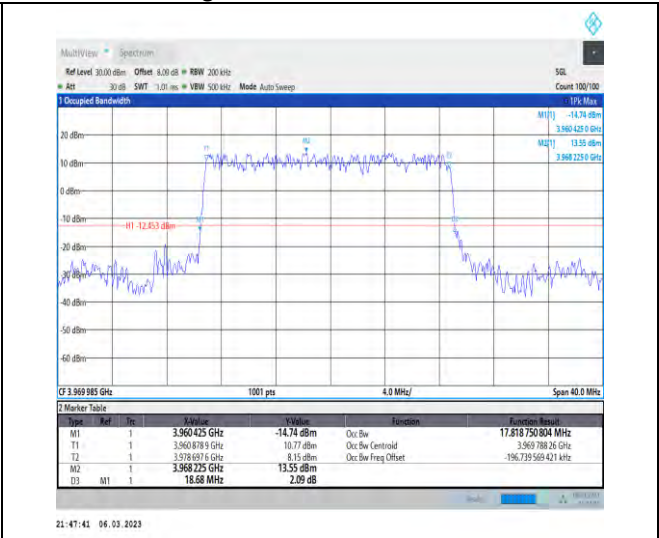 MultiView Spectrum
Ref Level 30.00 dBm Offset 8.09 dB RBW 200 kHz SGL
Att 30 dB SWT 1.01 ms VBW 500 kHz Mode Auto Sweep Count 100/100
1 Occupied Bandwidth 1Pk Max
M1[1] -14.74 dBm
3.960 425 0 GHz
M2[1] 13.55 dBm
3.968 225 0 GHz
20 dBm
M2
10 dBm
0 dBm
-10 dBm
H1 -12.453 dBm
-20 dBm
-30 dBm
-40 dBm
-50 dBm
-60 dBm
CF 3.969 985 GHz 1001 pts 4.0 MHz/ Span 40.0 MHz
2 Marker Table
Type Ref Trc X-Value Y-Value Function Function Result
M1 1 3.960 425 GHz -14.74 dBm Occ Bw 17.818 750 804 MHz
T1 1 3.960 878 9 GHz 10.77 dBm Occ Bw Centroid 3.969 788 26 GHz
T2 1 3.978 697 6 GHz 8.15 dBm Occ Bw Freq Offset -196.739 569 421 kHz
M2 1 3.968 225 GHz 13.55 dBm
D3 M1 1 18.68 MHz 2.09 dB
21:47:41 06.03.2023